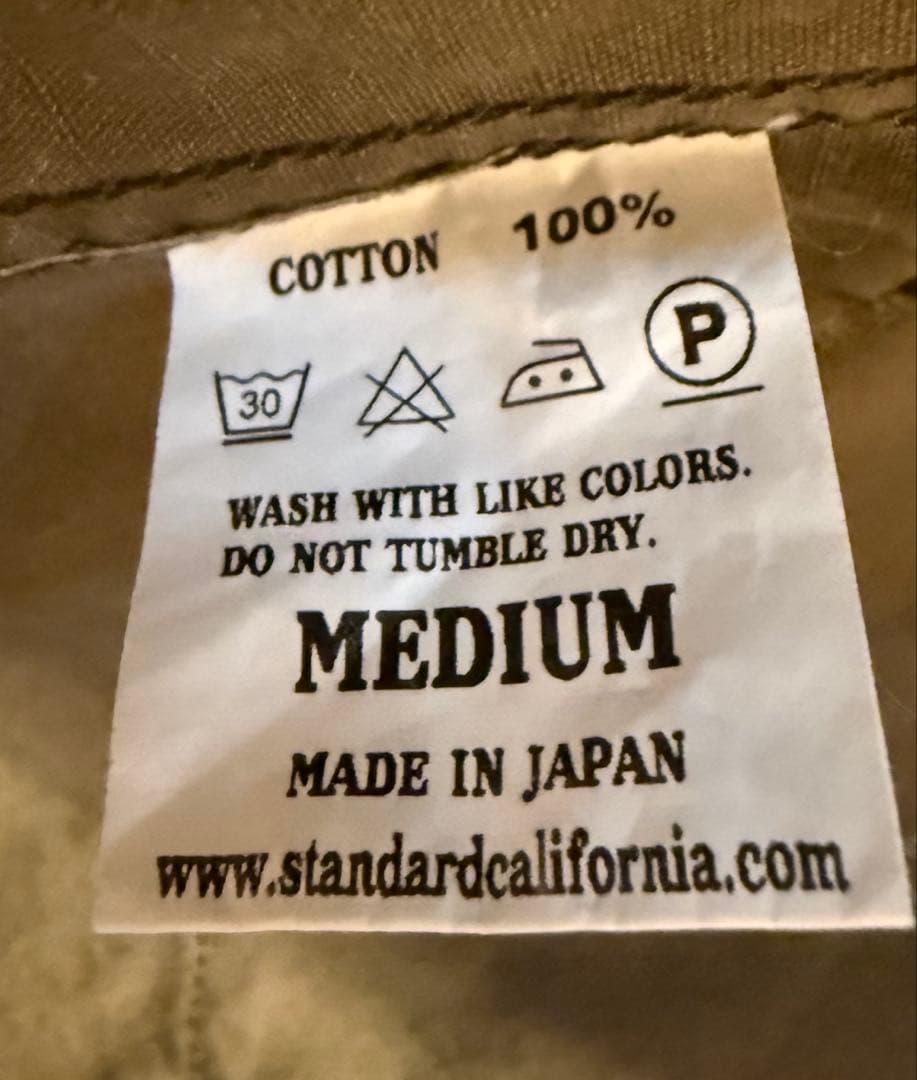 COTTON 100%
30 P
WASH WITH LIKE COLORS.
DO NOT TUMBLE DRY.
MEDIUM
MADE IN JAPAN
www.standardcalifornia.com